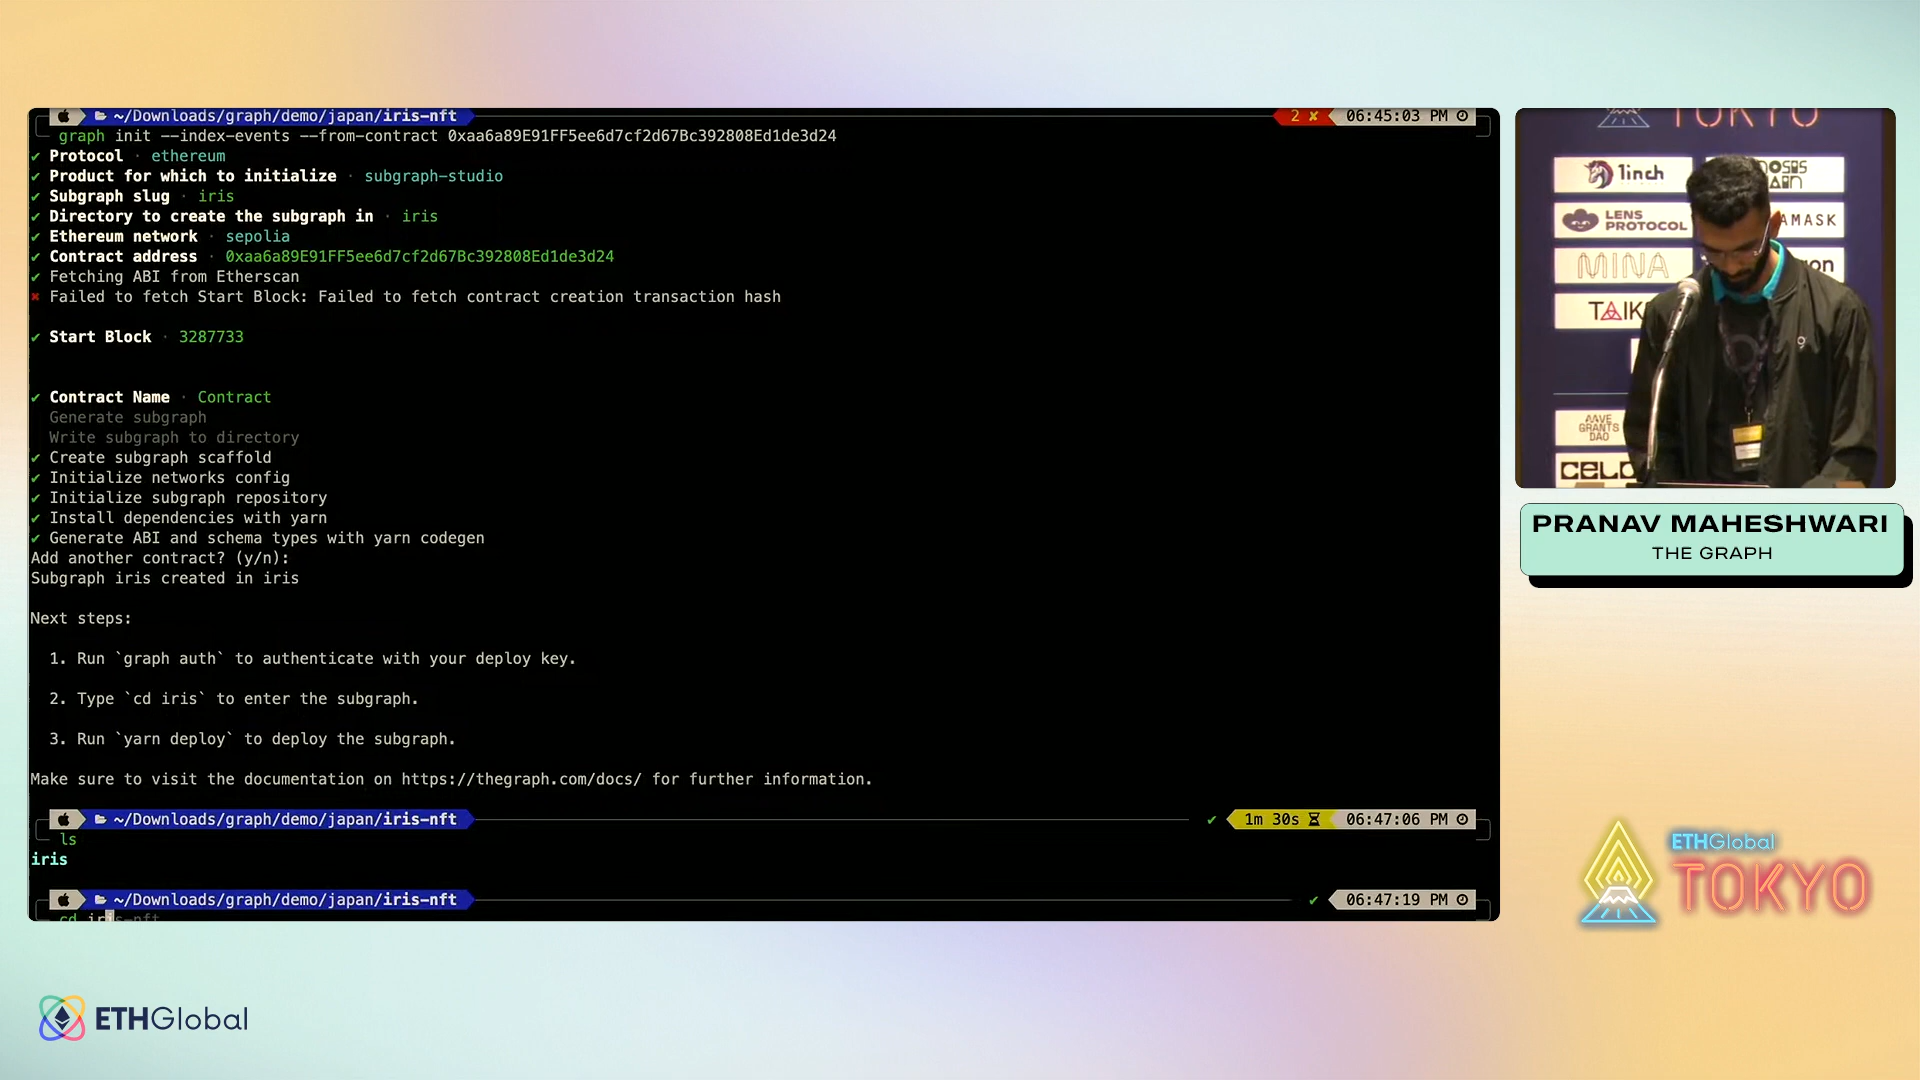 ~/Downloads/graph/demo/japan/iris-nft 2 ✘ 06:45:03 PM
graph init --index-events --from-contract 0xaa6a89E91FF5ee6d7cf2d67Bc392808Ed1de3d24
✔ Protocol · ethereum
✔ Product for which to initialize · subgraph-studio
✔ Subgraph slug · iris
✔ Directory to create the subgraph in · iris
✔ Ethereum network · sepolia
✔ Contract address · 0xaa6a89E91FF5ee6d7cf2d67Bc392808Ed1de3d24
✔ Fetching ABI from Etherscan
✖ Failed to fetch Start Block: Failed to fetch contract creation transaction hash
✔ Start Block · 3287733
✔ Contract Name · Contract
Generate subgraph
Write subgraph to directory
✔ Create subgraph scaffold
✔ Initialize networks config
✔ Initialize subgraph repository
✔ Install dependencies with yarn
✔ Generate ABI and schema types with yarn codegen
Add another contract? (y/n):
Subgraph iris created in iris
Next steps:
1. Run `graph auth` to authenticate with your deploy key.
2. Type `cd iris` to enter the subgraph.
3. Run `yarn deploy` to deploy the subgraph.
Make sure to visit the documentation on https://thegraph.com/docs/ for further information.
~/Downloads/graph/demo/japan/iris-nft ✔ 1m 30s 06:47:06 PM
ls
iris
~/Downloads/graph/demo/japan/iris-nft ✔ 06:47:19 PM
cd iris-nft
TOKYO
1inch
LENS
PROTOCOL
MINA
AAVE
GRANTS
DAO
PRANAV MAHESHWARI
THE GRAPH
ETHGlobal
TOKYO
ETHGlobal